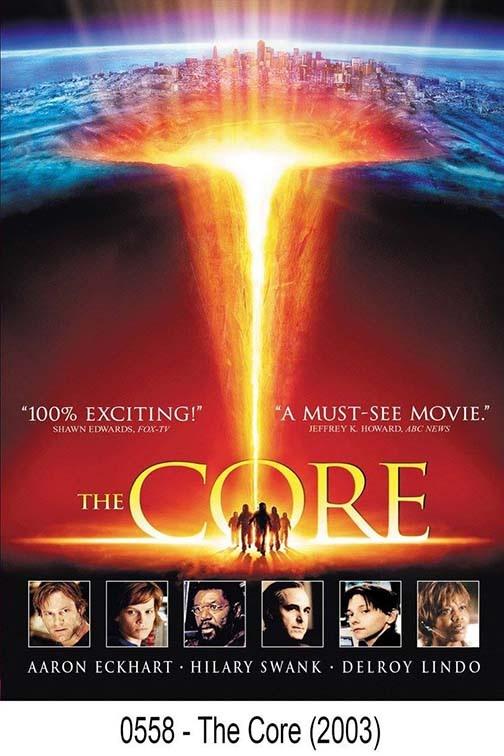 "100% EXCITING!"
SHAWN EDWARDS, FOX-TV
"A MUST-SEE MOVIE."
JEFFREY K. HOWARD, ABC NEWS
THE CORE
AARON ECKHART · HILARY SWANK · DELROY LINDO
0558 - The Core (2003)